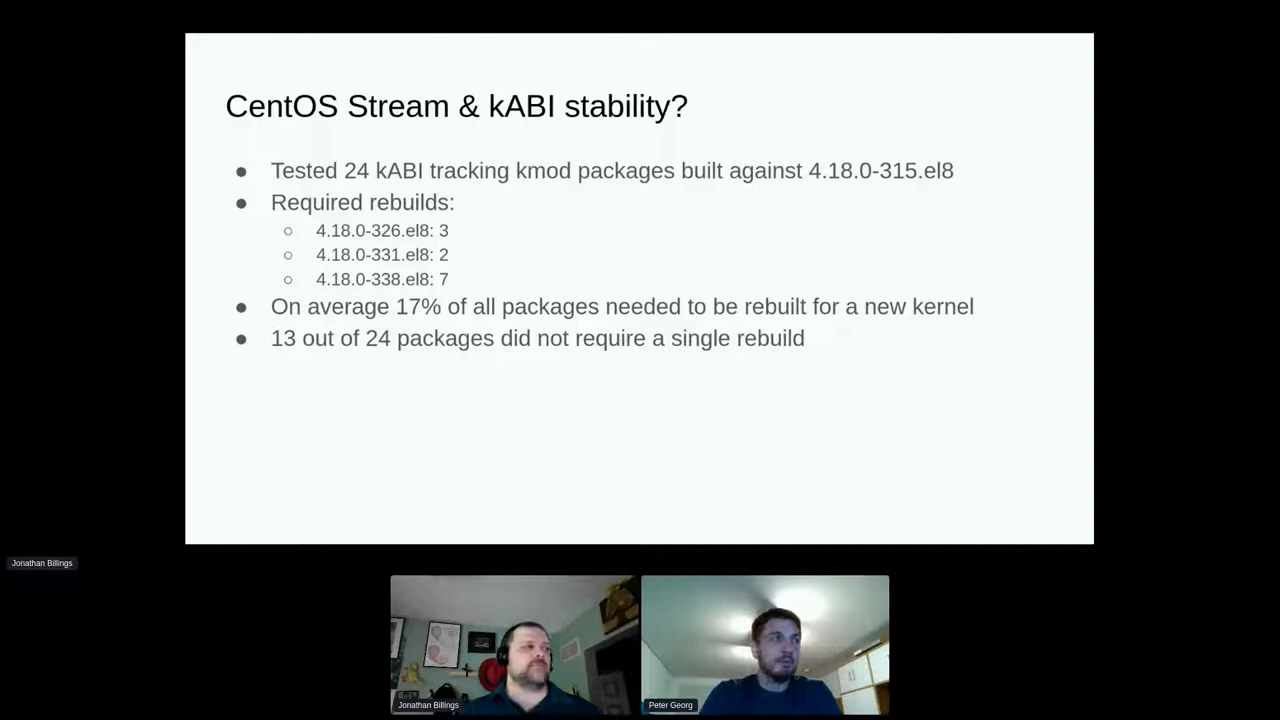 CentOS Stream & kABI stability?
● Tested 24 kABI tracking kmod packages built against 4.18.0-315.el8
● Required rebuilds:
○ 4.18.0-326.el8: 3
○ 4.18.0-331.el8: 2
○ 4.18.0-338.el8: 7
● On average 17% of all packages needed to be rebuilt for a new kernel
● 13 out of 24 packages did not require a single rebuild
Jonathan Billings
Jonathan Billings
Peter Georg